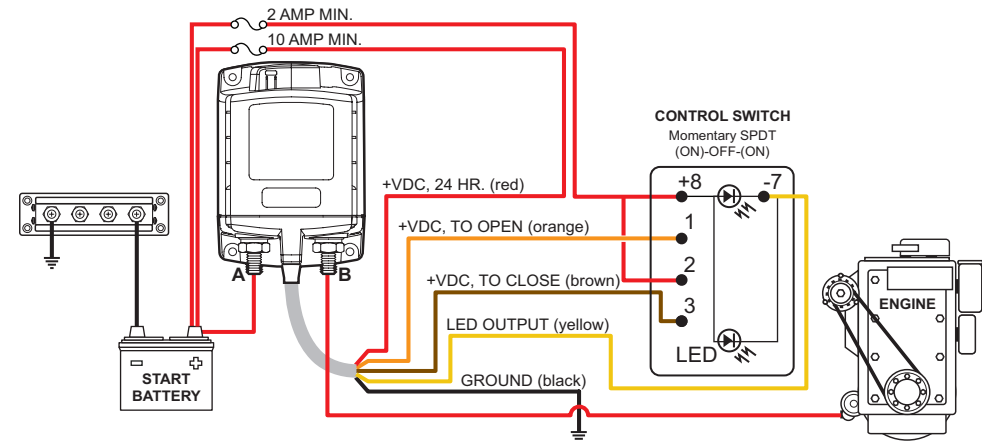 2 AMP MIN.
10 AMP MIN.
CONTROL SWITCH
Momentary SPDT
(ON)-OFF-(ON)
+8
-7
+VDC, 24 HR. (red)
1
+VDC, TO OPEN (orange)
2
A
B
+VDC, TO CLOSE (brown)
3
ENGINE
LED OUTPUT (yellow)
LED
- +
START
BATTERY
GROUND (black)